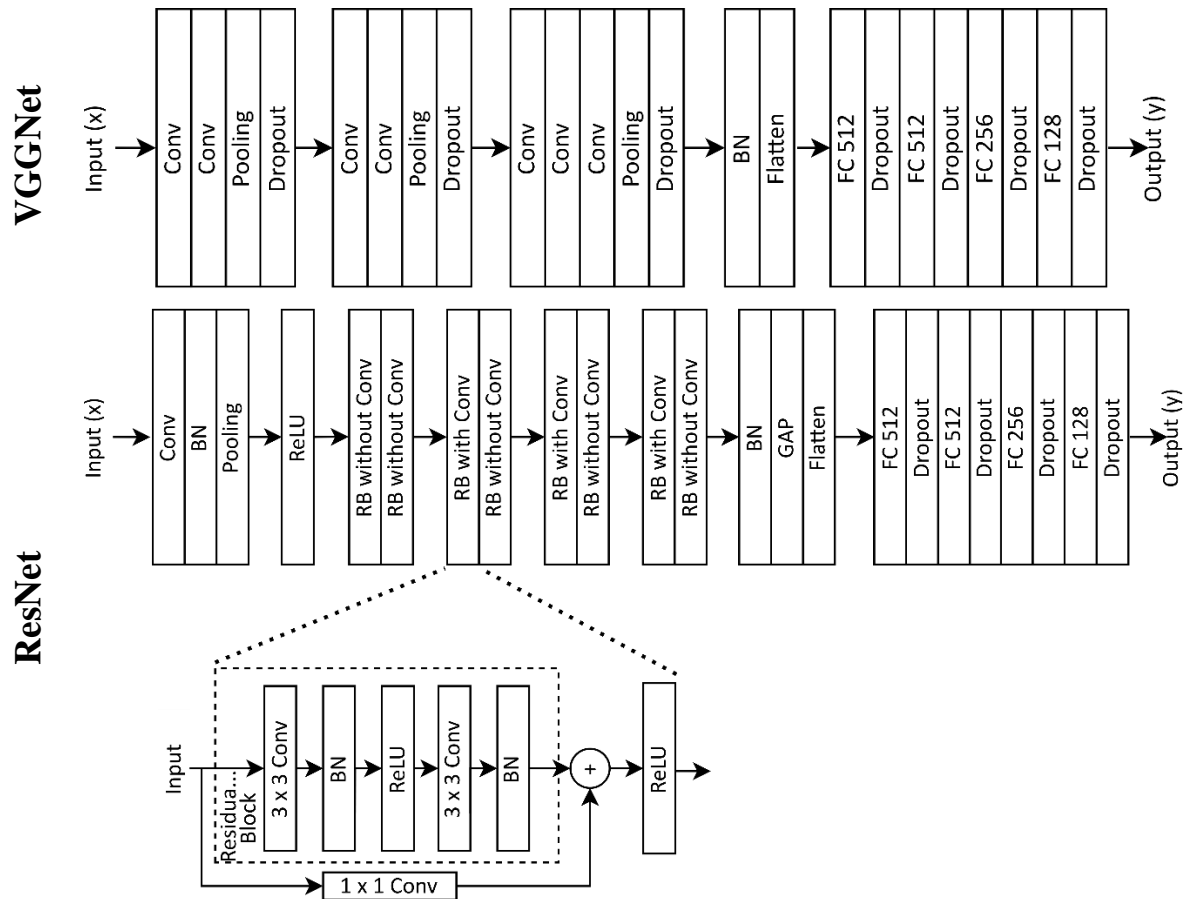 VGGNet
Input (x)
Conv
Conv
Pooling
Dropout
Conv
Conv
Pooling
Dropout
Conv
Conv
Conv
Pooling
Dropout
BN
Flatten
FC 512
Dropout
FC 512
Dropout
FC 256
Dropout
FC 128
Dropout
Output (y)
ResNet
Input (x)
Conv
BN
Pooling
ReLU
RB without Conv
RB without Conv
RB with Conv
RB without Conv
RB with Conv
RB without Conv
RB with Conv
RB without Conv
BN
GAP
Flatten
FC 512
Dropout
FC 512
Dropout
FC 256
Dropout
FC 128
Dropout
Output (y)
Input
Residua...
Block
3 x 3 Conv
BN
ReLU
3 x 3 Conv
BN
+
ReLU
1 x 1 Conv